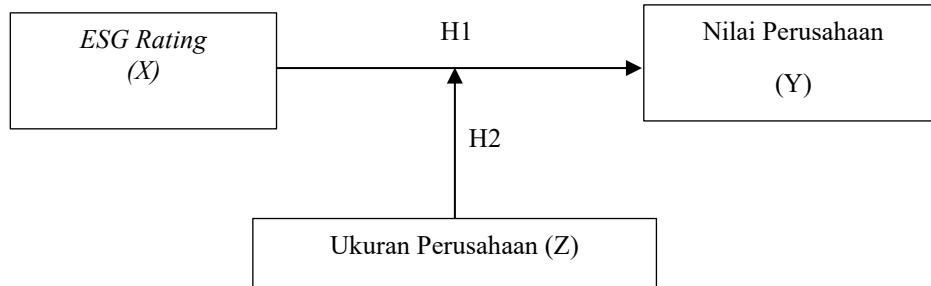 ESG Rating
(X)
H1
Nilai Perusahaan
(Y)
H2
Ukuran Perusahaan (Z)